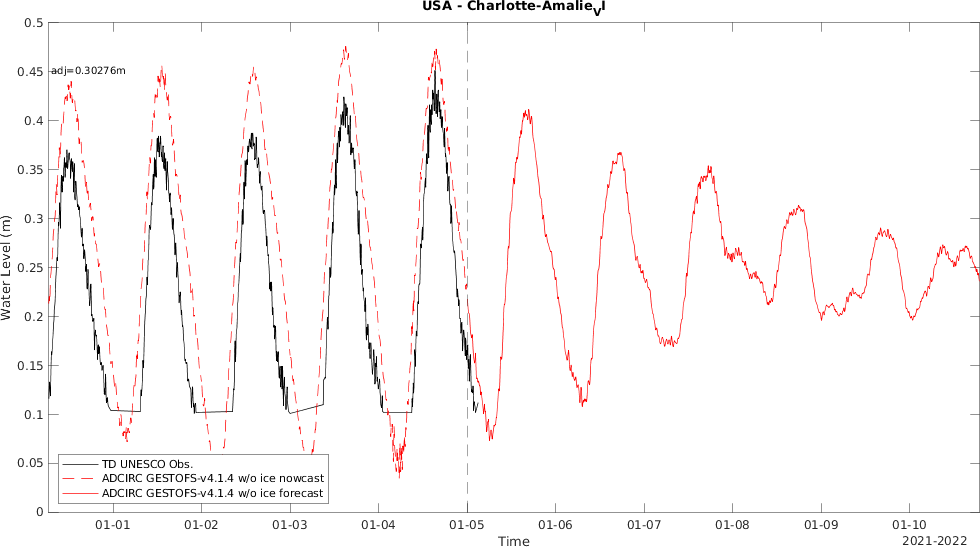 USA - Charlotte-AmalieVI
adj=0.30276m
0.5
0.45
0.4
0.35
0.3
0.25
0.2
0.15
0.1
0.05
0
Water Level (m)
TD UNESCO Obs.
ADCIRC GESTOFS-v4.1.4 w/o ice nowcast
ADCIRC GESTOFS-v4.1.4 w/o ice forecast
01-01 01-02 01-03 01-04 01-05 01-06 01-07 01-08 01-09 01-10
Time
2021-2022